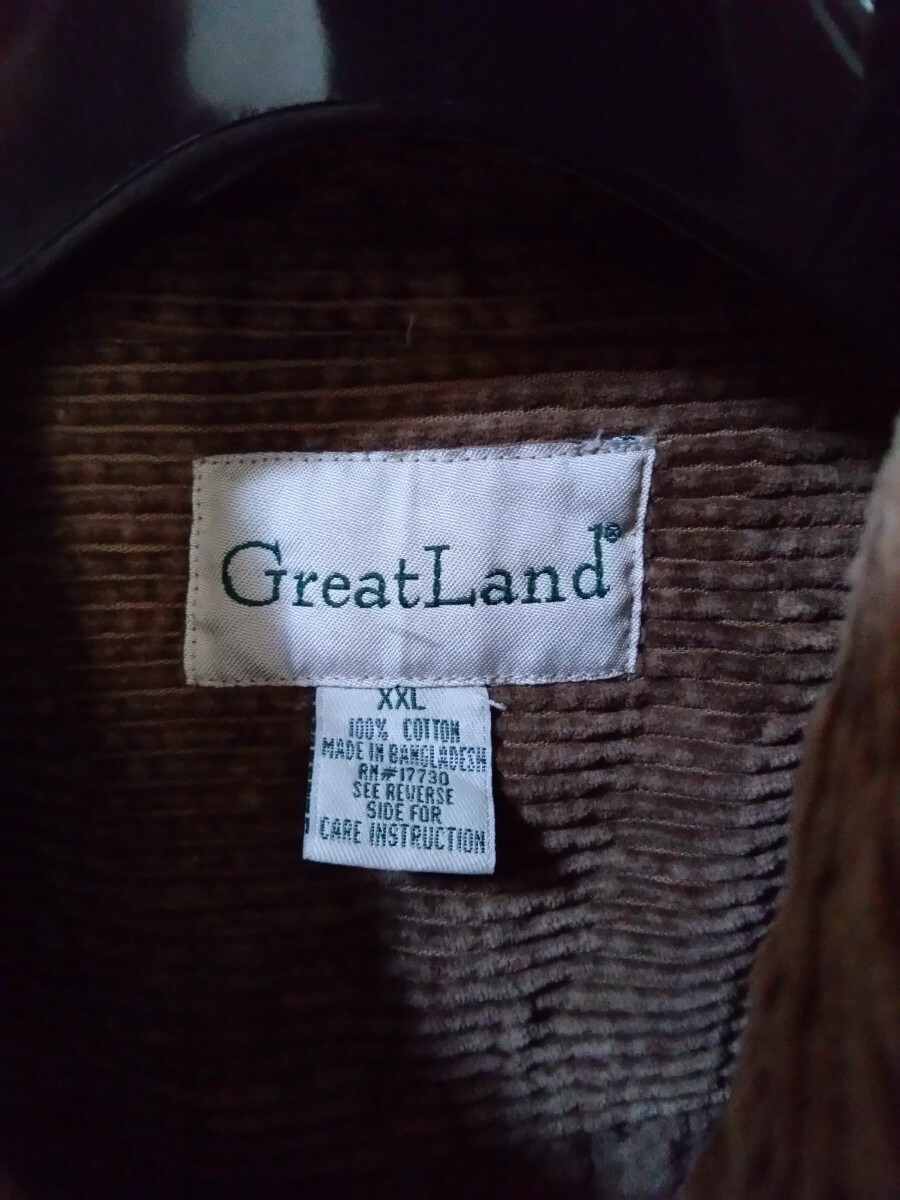 GreatLand®
XXL
100% COTTON
MADE IN BANGLADESH
RN#17730
SEE REVERSE
SIDE FOR
CARE INSTRUCTION